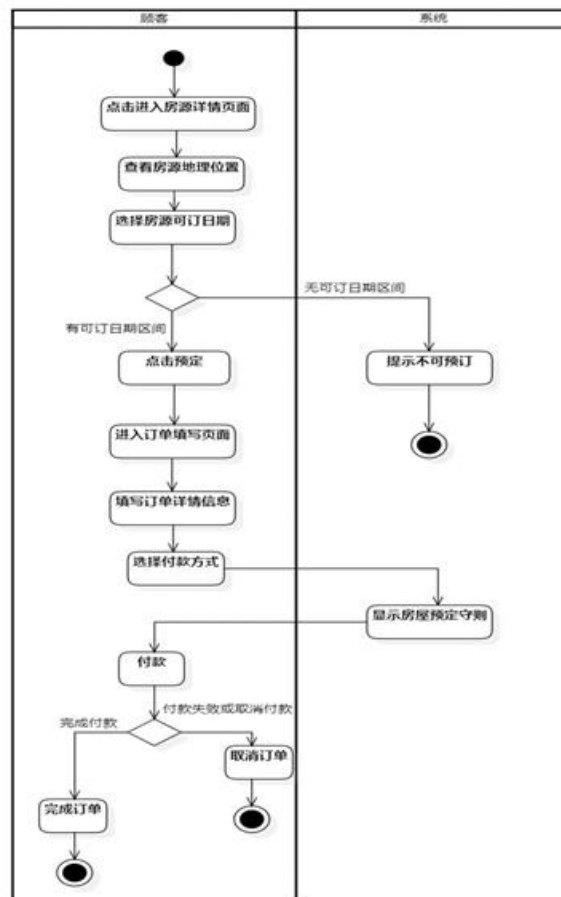 顾客
系统
点击进入房源详情页面
查看房源地理位置
选择房源可订日期
无可订日期区间
有可订日期区间
点击预定
提示不可预订
进入订单填写页面
填写订单详情信息
选择付款方式
显示房屋预定守则
付款
付款失败或取消付款
完成付款
取消订单
完成订单